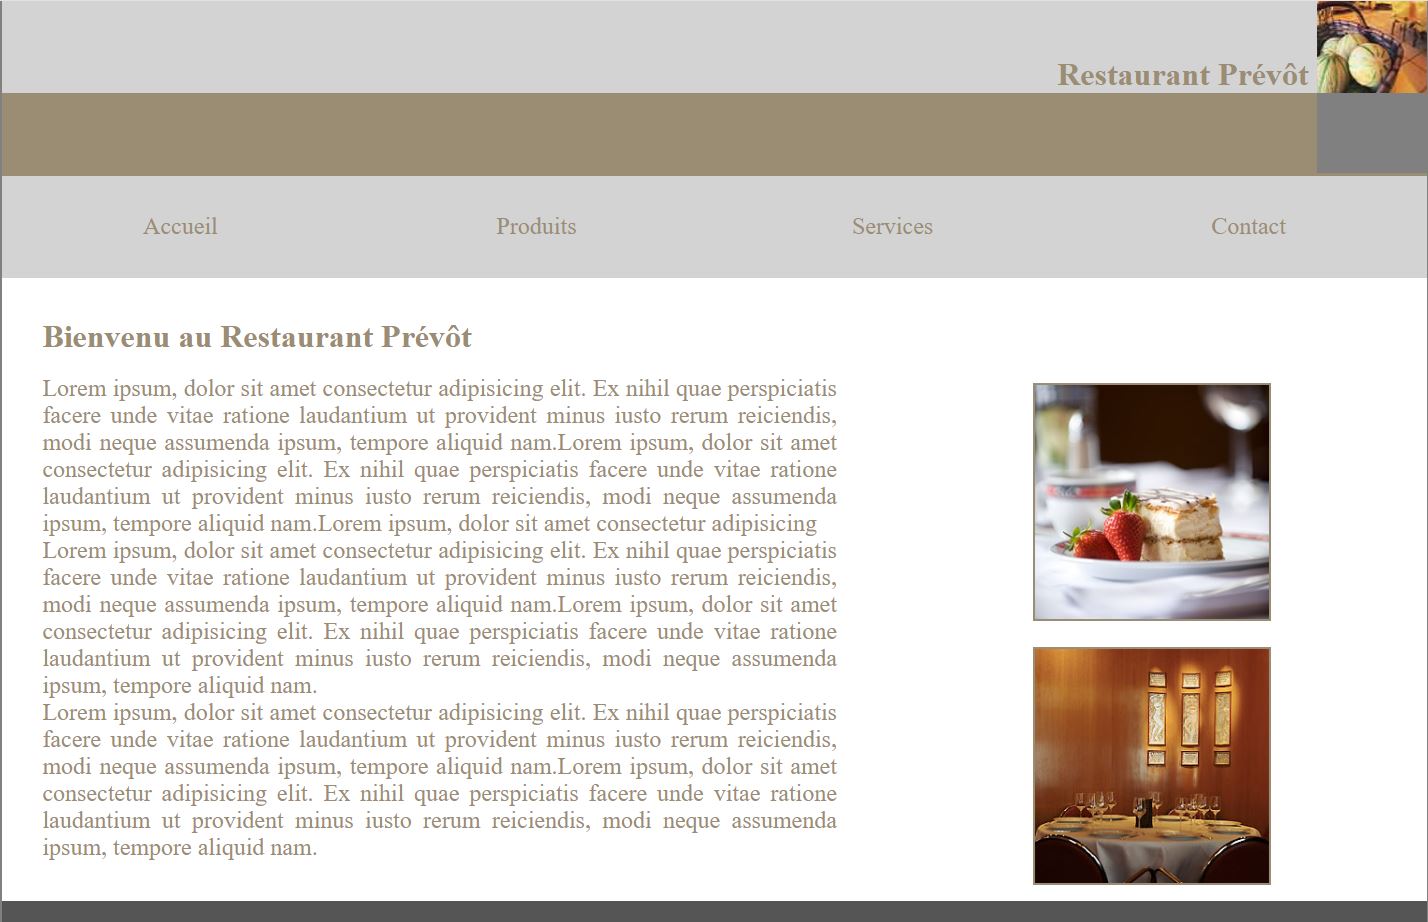 Restaurant Prévôt
Accueil Produits Services Contact
Bienvenu au Restaurant Prévôt
Lorem ipsum, dolor sit amet consectetur adipisicing elit. Ex nihil quae perspiciatis
facere unde vitae ratione laudantium ut provident minus iusto rerum reiciendis,
modi neque assumenda ipsum, tempore aliquid nam.Lorem ipsum, dolor sit amet
consectetur adipisicing elit. Ex nihil quae perspiciatis facere unde vitae ratione
laudantium ut provident minus iusto rerum reiciendis, modi neque assumenda
ipsum, tempore aliquid nam.Lorem ipsum, dolor sit amet consectetur adipisicing
Lorem ipsum, dolor sit amet consectetur adipisicing elit. Ex nihil quae perspiciatis
facere unde vitae ratione laudantium ut provident minus iusto rerum reiciendis,
modi neque assumenda ipsum, tempore aliquid nam.Lorem ipsum, dolor sit amet
consectetur adipisicing elit. Ex nihil quae perspiciatis facere unde vitae ratione
laudantium ut provident minus iusto rerum reiciendis, modi neque assumenda
ipsum, tempore aliquid nam.
Lorem ipsum, dolor sit amet consectetur adipisicing elit. Ex nihil quae perspiciatis
facere unde vitae ratione laudantium ut provident minus iusto rerum reiciendis,
modi neque assumenda ipsum, tempore aliquid nam.Lorem ipsum, dolor sit amet
consectetur adipisicing elit. Ex nihil quae perspiciatis facere unde vitae ratione
laudantium ut provident minus iusto rerum reiciendis, modi neque assumenda
ipsum, tempore aliquid nam.